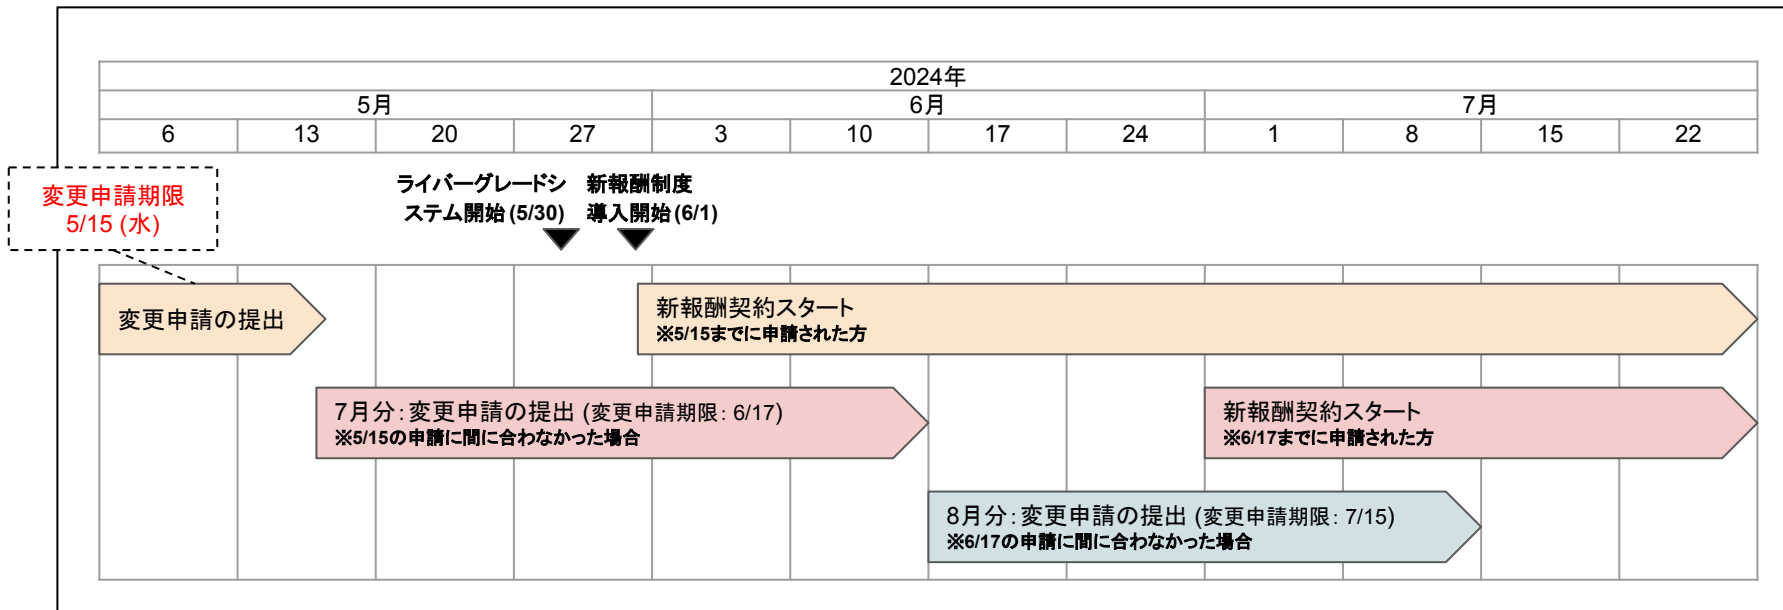 2024年
5月 6月 7月
6 13 20 27 3 10 17 24 1 8 15 22
変更申請期限
5/15 (水)
ライバーグレードシ
ステム開始 (5/30)
新報酬制度
導入開始 (6/1)
変更申請の提出
新報酬契約スタート
※5/15までに申請された方
7月分：変更申請の提出 (変更申請期限: 6/17)
※5/15の申請に間に合わなかった場合
新報酬契約スタート
※6/17までに申請された方
8月分：変更申請の提出 (変更申請期限: 7/15)
※6/17の申請に間に合わなかった場合